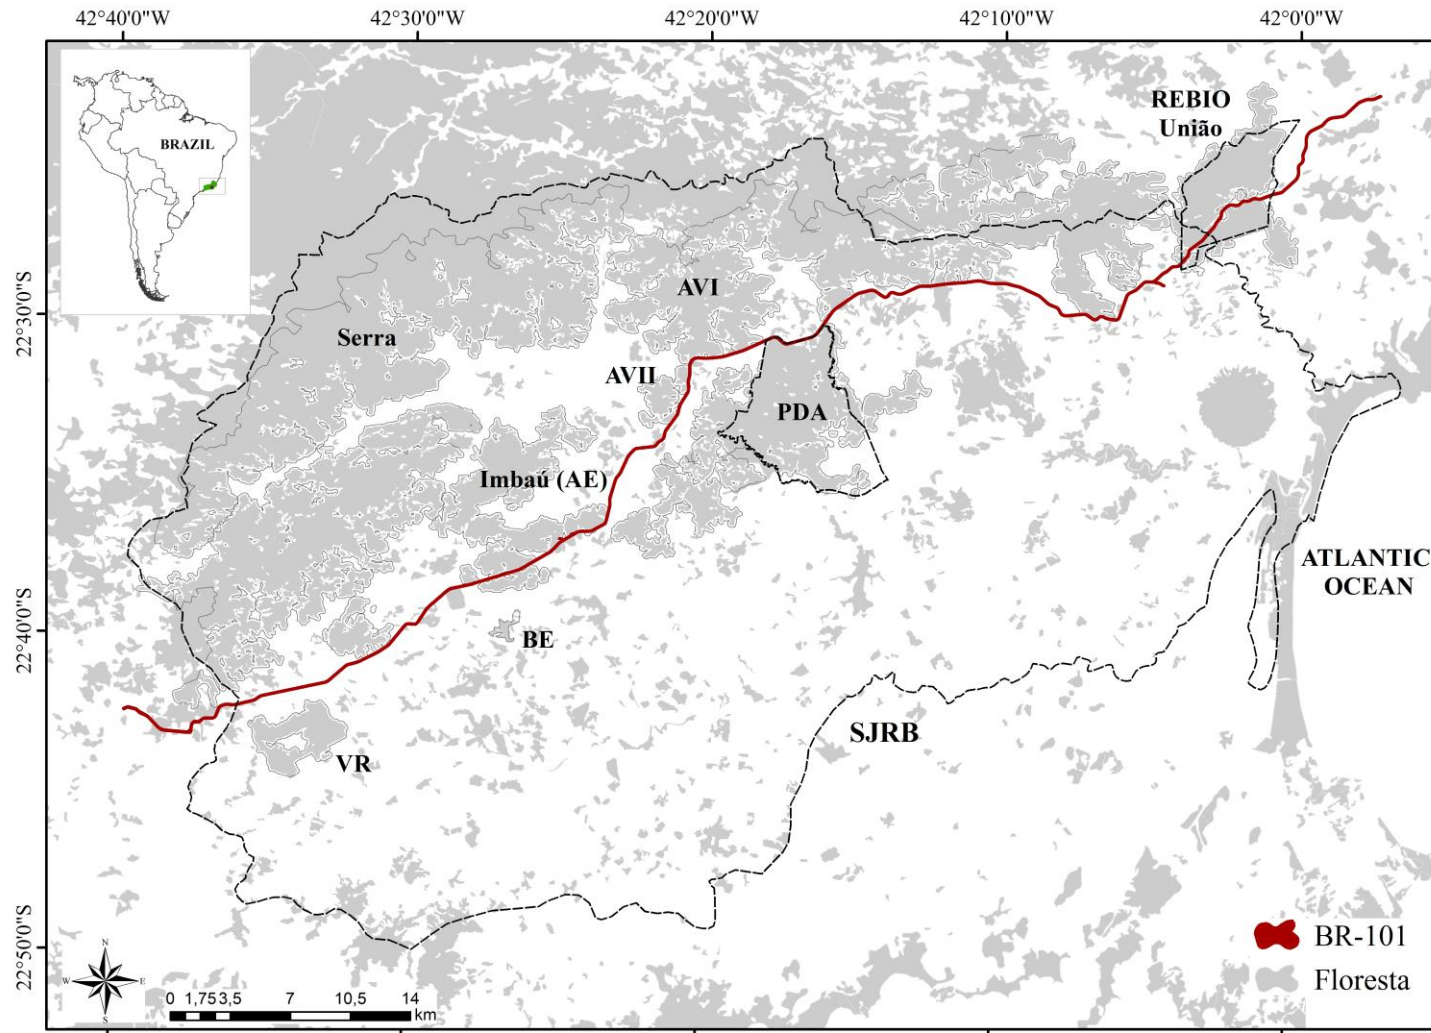 42°40'0"W 42°30'0"W 42°20'0"W 42°10'0"W 42°0'0"W
BRAZIL
REBIO
União
22°30'0"S
AVI
Serra
AVII
PDA
Imbaú (AE)
ATLANTIC
OCEAN
22°40'0"S
BE
SJRB
VR
22°50'0"S
BR-101
Floresta
N
W E
S
0 1,75 3,5 7 10,5 14
km